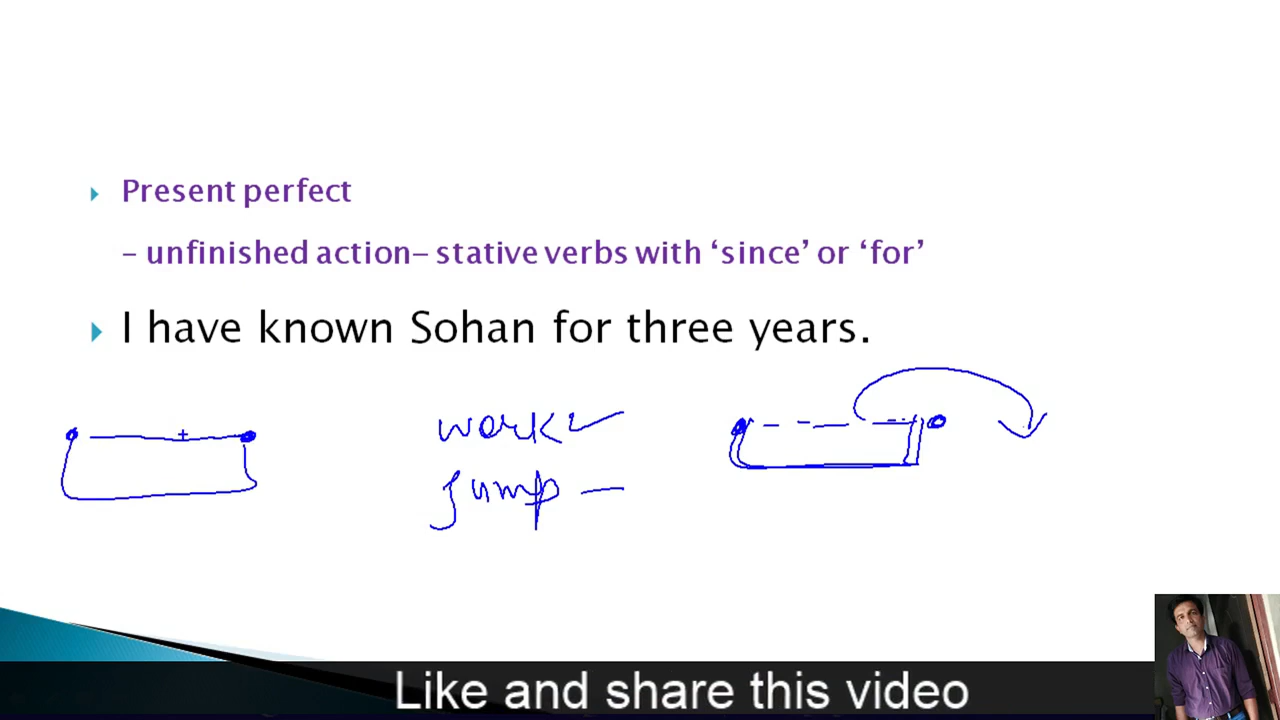 Present perfect
– unfinished action– stative verbs with ‘since’ or ‘for’
I have known Sohan for three years.
work
Jump
Like and share this video